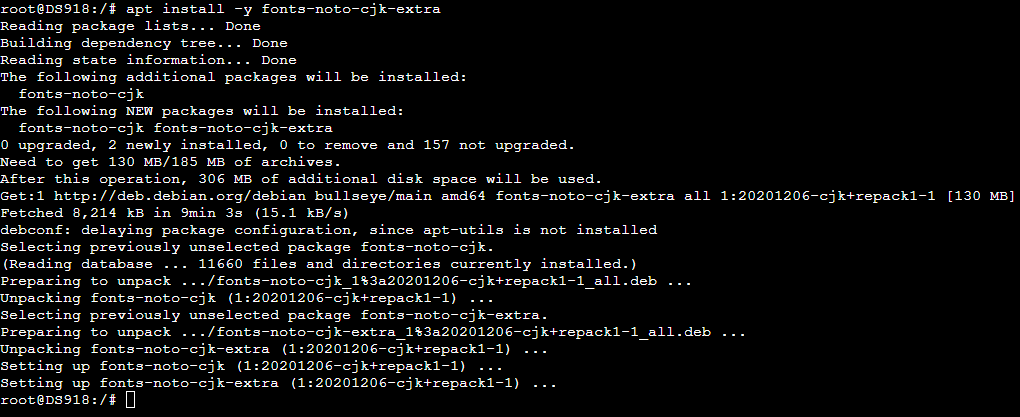 root@DS918:/# apt install -y fonts-noto-cjk-extra
Reading package lists... Done
Building dependency tree... Done
Reading state information... Done
The following additional packages will be installed:
  fonts-noto-cjk
The following NEW packages will be installed:
  fonts-noto-cjk fonts-noto-cjk-extra
0 upgraded, 2 newly installed, 0 to remove and 157 not upgraded.
Need to get 130 MB/185 MB of archives.
After this operation, 306 MB of additional disk space will be used.
Get:1 http://deb.debian.org/debian bullseye/main amd64 fonts-noto-cjk-extra all 1:20201206-cjk+repack1-1 [130 MB]
Fetched 8,214 kB in 9min 3s (15.1 kB/s)
debconf: delaying package configuration, since apt-utils is not installed
Selecting previously unselected package fonts-noto-cjk.
(Reading database ... 11660 files and directories currently installed.)
Preparing to unpack .../fonts-noto-cjk_1%3a20201206-cjk+repack1-1_all.deb ...
Unpacking fonts-noto-cjk (1:20201206-cjk+repack1-1) ...
Selecting previously unselected package fonts-noto-cjk-extra.
Preparing to unpack .../fonts-noto-cjk-extra_1%3a20201206-cjk+repack1-1_all.deb ...
Unpacking fonts-noto-cjk-extra (1:20201206-cjk+repack1-1) ...
Setting up fonts-noto-cjk (1:20201206-cjk+repack1-1) ...
Setting up fonts-noto-cjk-extra (1:20201206-cjk+repack1-1) ...
root@DS918:/#